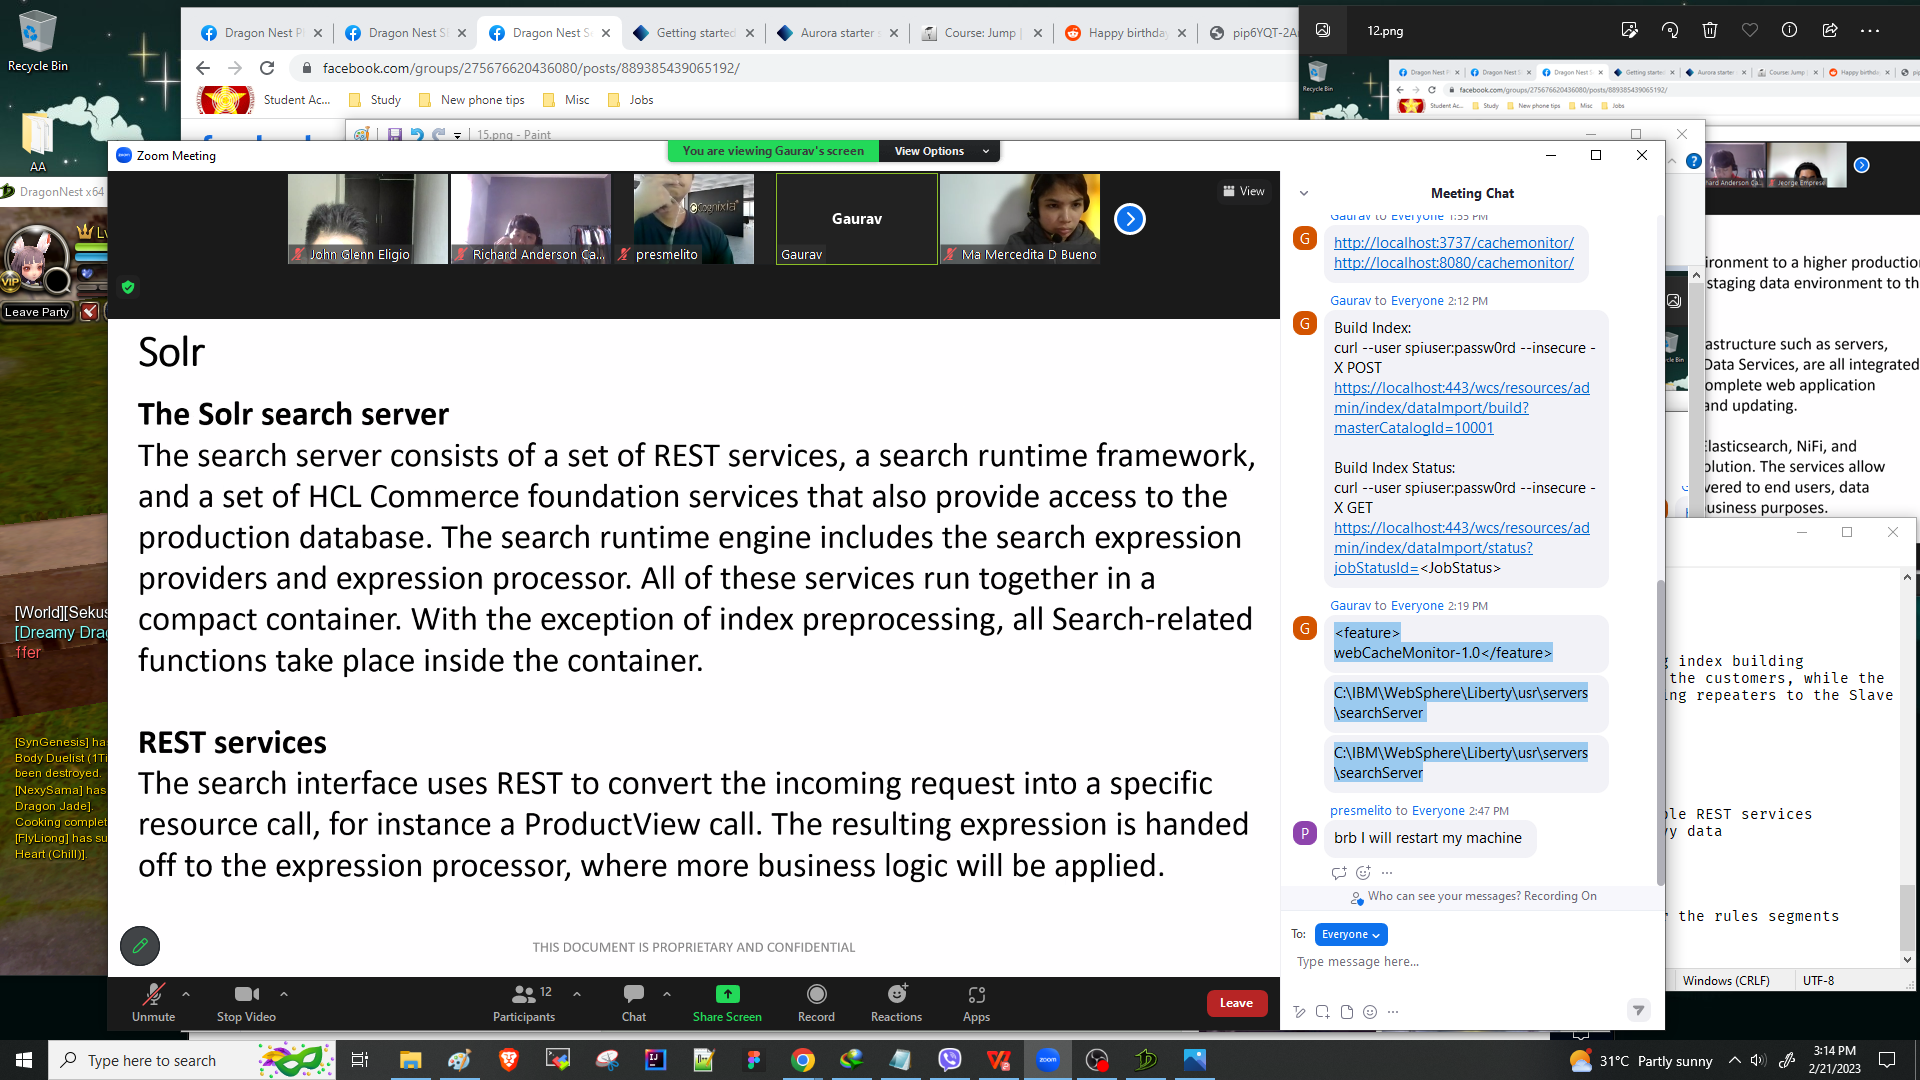 Recycle Bin
AA
DragonNest x64
Leave Party
VIP
[World][Sekus
[Dreamy Drag
ffer
[SynGenesis] ha
Body Duelist (1Ti
been destroyed.
[NexySama] has
Dragon Jade].
Cooking complet
[FlyLiong] has su
Heart (Chill)].
Dragon Nest P
Dragon Nest S
Dragon Nest S
Getting started
Aurora starter s
Course: Jump
Happy birthday
pip6YQT-2A
facebook.com/groups/275676620436080/posts/889385439065192/
Student Ac...
Study
New phone tips
Misc
Jobs
15.png - Paint
12.png
Zoom Meeting
You are viewing Gaurav's screen
View Options
View
John Glenn Eligio
Richard Anderson Ca...
presmelito
Cognixia
Gaurav
Gaurav
Ma Mercedita D Bueno
Solr
The Solr search server
The search server consists of a set of REST services, a search runtime framework,
and a set of HCL Commerce foundation services that also provide access to the
production database. The search runtime engine includes the search expression
providers and expression processor. All of these services run together in a
compact container. With the exception of index preprocessing, all Search-related
functions take place inside the container.
REST services
The search interface uses REST to convert the incoming request into a specific
resource call, for instance a ProductView call. The resulting expression is handed
off to the expression processor, where more business logic will be applied.
THIS DOCUMENT IS PROPRIETARY AND CONFIDENTIAL
Unmute
Stop Video
12
Participants
Chat
Share Screen
Record
Reactions
Apps
Leave
Meeting Chat
Gaurav to Everyone 1:55 PM
G
http://localhost:3737/cachemonitor/
http://localhost:8080/cachemonitor/
Gaurav to Everyone 2:12 PM
G
Build Index:
curl --user spiuser:passw0rd --insecure -
X POST
https://localhost:443/wcs/resources/ad
min/index/dataImport/build?
masterCatalogId=10001
Build Index Status:
curl --user spiuser:passw0rd --insecure -
X GET
https://localhost:443/wcs/resources/ad
min/index/dataImport/status?
jobStatusId=<JobStatus>
Gaurav to Everyone 2:19 PM
G
<feature>
webCacheMonitor-1.0</feature>
C:\IBM\WebSphere\Liberty\usr\servers
\searchServer
C:\IBM\WebSphere\Liberty\usr\servers
\searchServer
presmelito to Everyone 2:47 PM
P
brb I will restart my machine
Who can see your messages? Recording On
To:
Everyone
Type message here...
ironment to a higher production
staging data environment to th
astructure such as servers,
Data Services, are all integrated
omplete web application
and updating.
Elasticsearch, NiFi, and
olution. The services allow
vered to end users, data
usiness purposes.
index building
the customers, while the
ng repeaters to the Slave
le REST services
y data
the rules segments
Windows (CRLF)
UTF-8
Type here to search
31°C Partly sunny
3:14 PM
2/21/2023